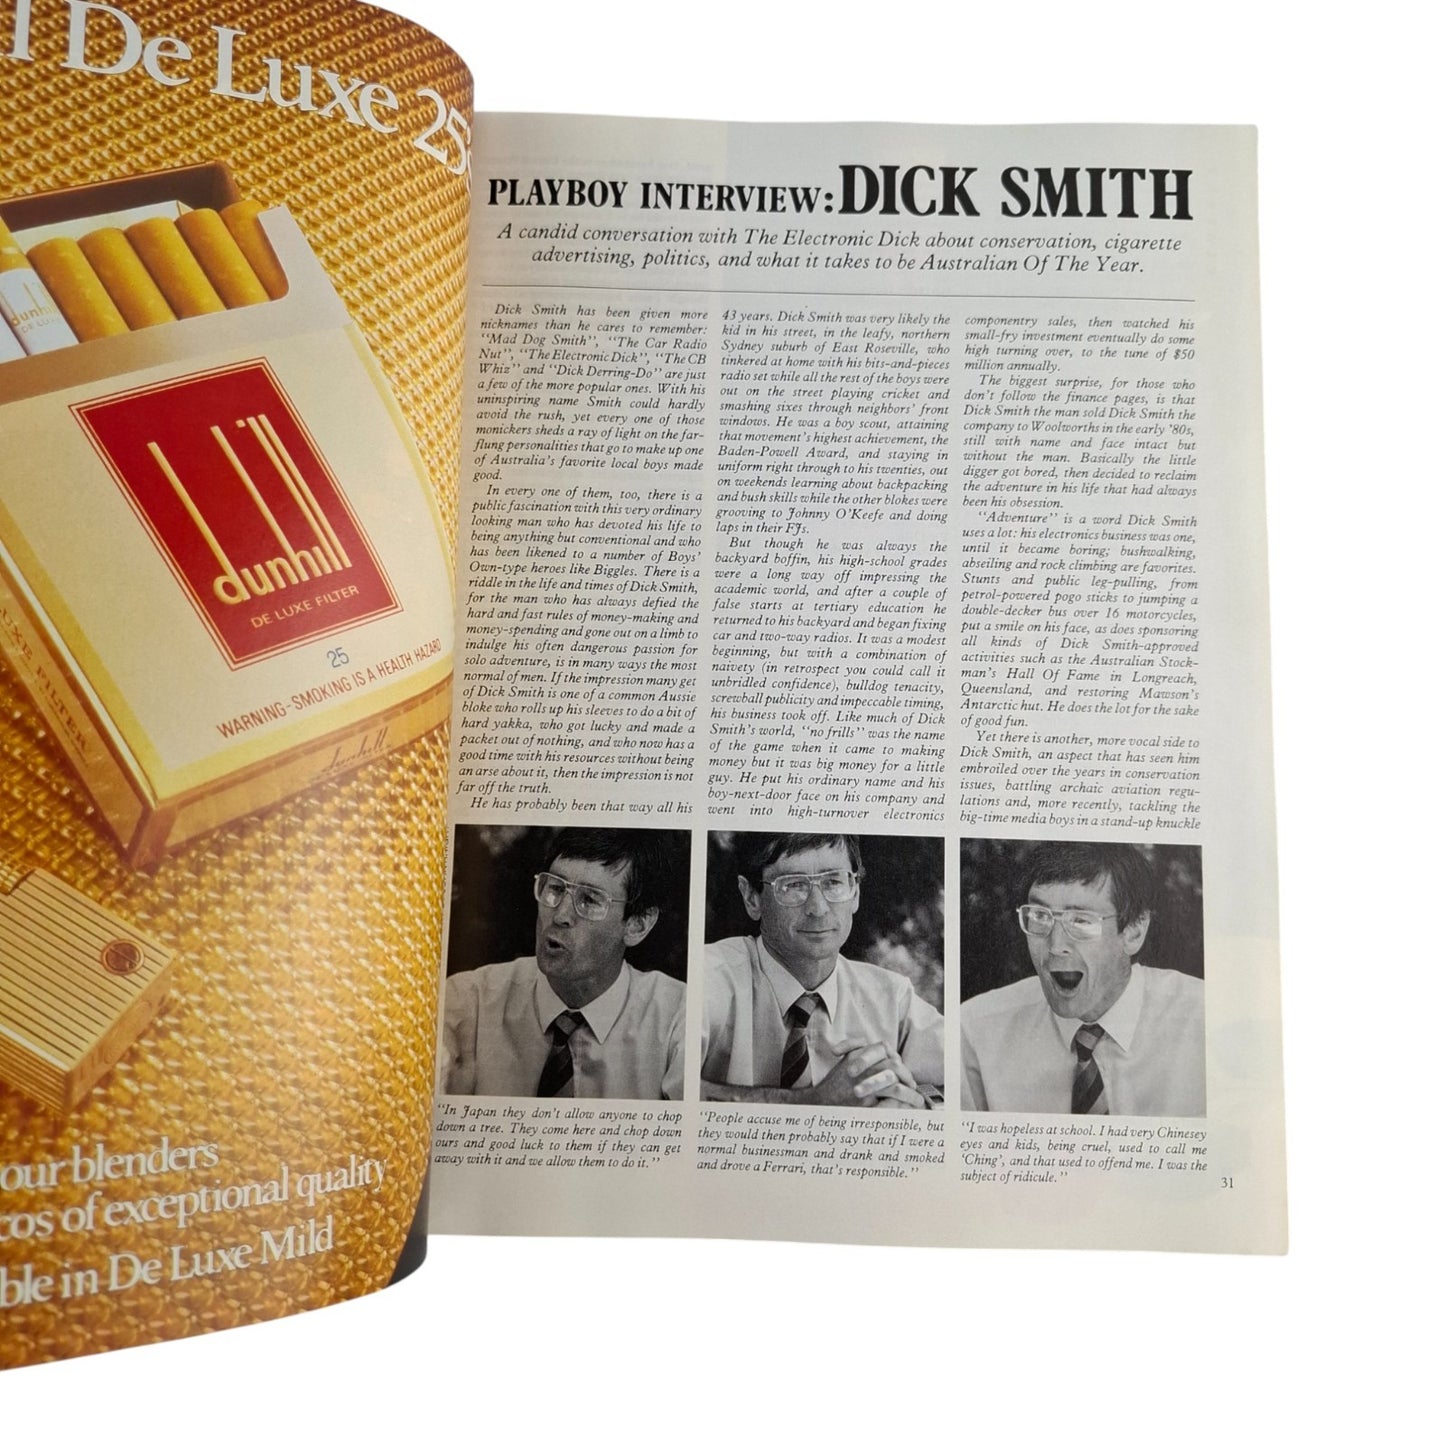 l De Luxe 25's
dunhill
DE LUXE
dunhill
DE LUXE FILTER
25
WARNING-SMOKING IS A HEALTH HAZARD
LUXE FILTER
dunhill
our blenders
cos of exceptional quality
ble in De Luxe Mild
PLAYBOY INTERVIEW: DICK SMITH
A candid conversation with The Electronic Dick about conservation, cigarette
advertising, politics, and what it takes to be Australian Of The Year.
Dick Smith has been given more
nicknames than he cares to remember:
"Mad Dog Smith", "The Car Radio
Nut", "The Electronic Dick", "The CB
Whiz" and "Dick Derring-Do" are just
a few of the more popular ones. With his
uninspiring name Smith could hardly
avoid the rush, yet every one of those
monickers sheds a ray of light on the far-
flung personalities that go to make up one
of Australia's favorite local boys made
good.
In every one of them, too, there is a
public fascination with this very ordinary
looking man who has devoted his life to
being anything but conventional and who
has been likened to a number of Boys'
Own-type heroes like Biggles. There is a
riddle in the life and times of Dick Smith,
for the man who has always defied the
hard and fast rules of money-making and
money-spending and gone out on a limb to
indulge his often dangerous passion for
solo adventure, is in many ways the most
normal of men. If the impression many get
of Dick Smith is one of a common Aussie
bloke who rolls up his sleeves to do a bit of
hard yakka, who got lucky and made a
packet out of nothing, and who now has a
good time with his resources without being
an arse about it, then the impression is not
far off the truth.
He has probably been that way all his
43 years. Dick Smith was very likely the
kid in his street, in the leafy, northern
Sydney suburb of East Roseville, who
tinkered at home with his bits-and-pieces
radio set while all the rest of the boys were
out on the street playing cricket and
smashing sixes through neighbors' front
windows. He was a boy scout, attaining
that movement's highest achievement, the
Baden-Powell Award, and staying in
uniform right through to his twenties, out
on weekends learning about backpacking
and bush skills while the other blokes were
grooving to Johnny O'Keefe and doing
laps in their FJs.
But though he was always the
backyard boffin, his high-school grades
were a long way off impressing the
academic world, and after a couple of
false starts at tertiary education he
returned to his backyard and began fixing
car and two-way radios. It was a modest
beginning, but with a combination of
naivety (in retrospect you could call it
unbridled confidence), bulldog tenacity,
screwball publicity and impeccable timing,
his business took off. Like much of Dick
Smith's world, "no frills" was the name
of the game when it came to making
money but it was big money for a little
guy. He put his ordinary name and his
boy-next-door face on his company and
went into high-turnover electronics
componentry sales, then watched his
small-fry investment eventually do some
high turning over, to the tune of $50
million annually.
The biggest surprise, for those who
don't follow the finance pages, is that
Dick Smith the man sold Dick Smith the
company to Woolworths in the early '80s,
still with name and face intact but
without the man. Basically the little
digger got bored, then decided to reclaim
the adventure in his life that had always
been his obsession.
"Adventure" is a word Dick Smith
uses a lot: his electronics business was one,
until it became boring; bushwalking,
abseiling and rock climbing are favorites.
Stunts and public leg-pulling, from
petrol-powered pogo sticks to jumping a
double-decker bus over 16 motorcycles,
put a smile on his face, as does sponsoring
all kinds of Dick Smith-approved
activities such as the Australian Stock-
man's Hall Of Fame in Longreach,
Queensland, and restoring Mawson's
Antarctic hut. He does the lot for the sake
of good fun.
Yet there is another, more vocal side to
Dick Smith, an aspect that has seen him
embroiled over the years in conservation
issues, battling archaic aviation regu-
lations and, more recently, tackling the
big-time media boys in a stand-up knuckle
"In Japan they don't allow anyone to chop
down a tree. They come here and chop down
ours and good luck to them if they can get
away with it and we allow them to do it."
"People accuse me of being irresponsible, but
they would then probably say that if I were a
normal businessman and drank and smoked
and drove a Ferrari, that's responsible."
"I was hopeless at school. I had very Chinesey
eyes and kids, being cruel, used to call me
'Ching', and that used to offend me. I was the
subject of ridicule."
31